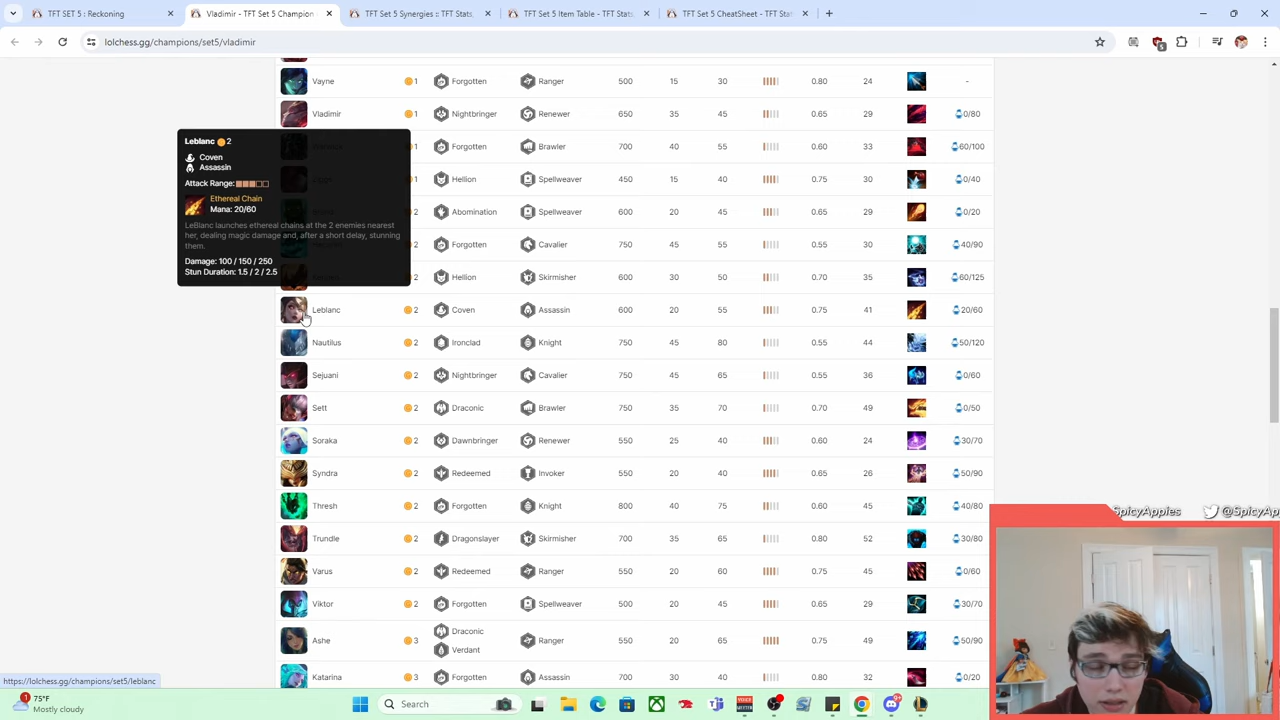 TFT SET 5 : Reckoning
Vladimir - TFT SET 5 Champion -
TFT SET 5 Synergies :: TFT Stats,
TFT SET 5 Item Table - TFT Stats,
TFT SET 5 CheatSheet - TFT Stats
lolchess.gg/champions/set5/vladimir
Vayne 1 Forgotten Ranger 500 15 30 0.80 24 -
Vladimir 1 Nightbringer Renewer 650 35 45 0.65 29 0/80
1 Forgotten Brawler 700 40 55 0.60 33 60/100
1 Hellion Spellweaver 450 15 40 0.75 30 0/40
2 Abomination Spellweaver 600 20 45 0.65 29 0/20
2 Forgotten Cavalier 750 45 55 0.55 30 40/90
2 Hellion Skirmisher 600 30 50 0.70 35 60/125
Leblanc 2
Coven
Assassin
Attack Range:
Ethereal Chain
Mana: 20/60
LeBlanc launches ethereal chains at the 2 enemies nearest
her, dealing magic damage and, after a short delay, stunning
them.
Damage: 100 / 150 / 250
Stun Duration: 1.5 / 2 / 2.5
Leblanc 2 Coven Assassin 600 20 55 0.75 41 20/60
Nautilus 2 Ironclad Knight 750 45 80 0.55 44 50/120
Sejuani 2 Nightbringer Cavalier 750 45 45 0.55 36 0/60
Sett 2 Draconic Brawler 750 35 70 0.70 49 0/50
Soraka 2 Dawnbringer Renewer 550 25 40 0.60 24 30/70
Syndra 2 Redeemed Invoker 550 20 40 0.65 26 50/90
Thresh 2 Forgotten Knight 800 40 75 0.60 45 40/80
Trundle 2 Dragonslayer Skirmisher 700 35 65 0.80 52 30/80
Varus 2 Redeemed Ranger 550 20 60 0.75 45 0/60
Viktor 2 Forgotten Spellweaver 500 20 45 0.65 29 30/70
Ashe 3 Draconic Verdant Ranger 550 20 65 0.75 49 50/90
Katarina 3 Forgotten Assassin 700 30 40 0.80 32 0/20
SpicyAppies @SpicyAp
https://lolchess.gg/champions/set5/leblanc
1
75°F
Mostly cloudy
Search